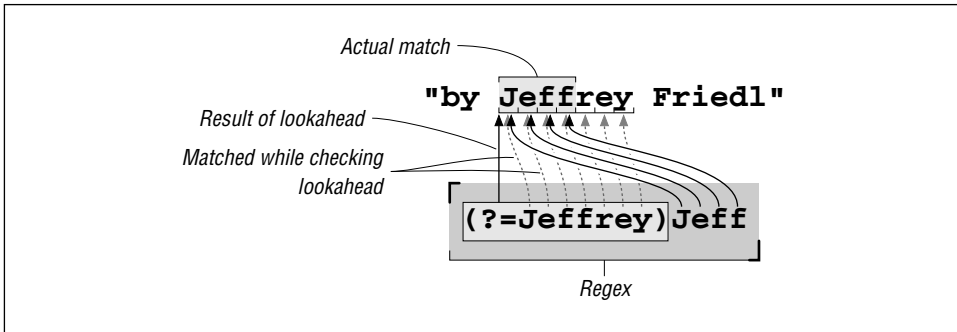 Actual match
"by Jeffrey Friedl"
Result of lookahead
Matched while checking
lookahead
(?=Jeffrey)Jeff
Regex